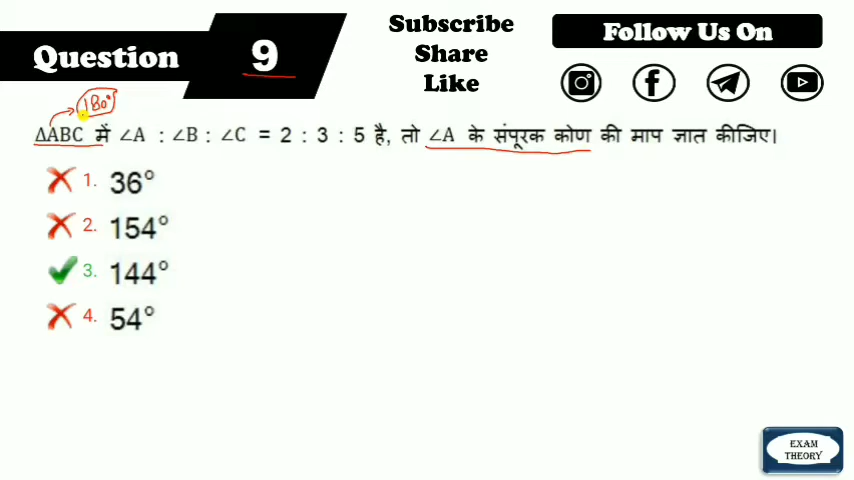 Question 9
Subscribe
Share
Like
Follow Us On
180°
ΔABC में ∠A : ∠B : ∠C = 2 : 3 : 5 है, तो ∠A के संपूरक कोण की माप ज्ञात कीजिए।
1. 36°
2. 154°
3. 144°
4. 54°
EXAM
THEORY